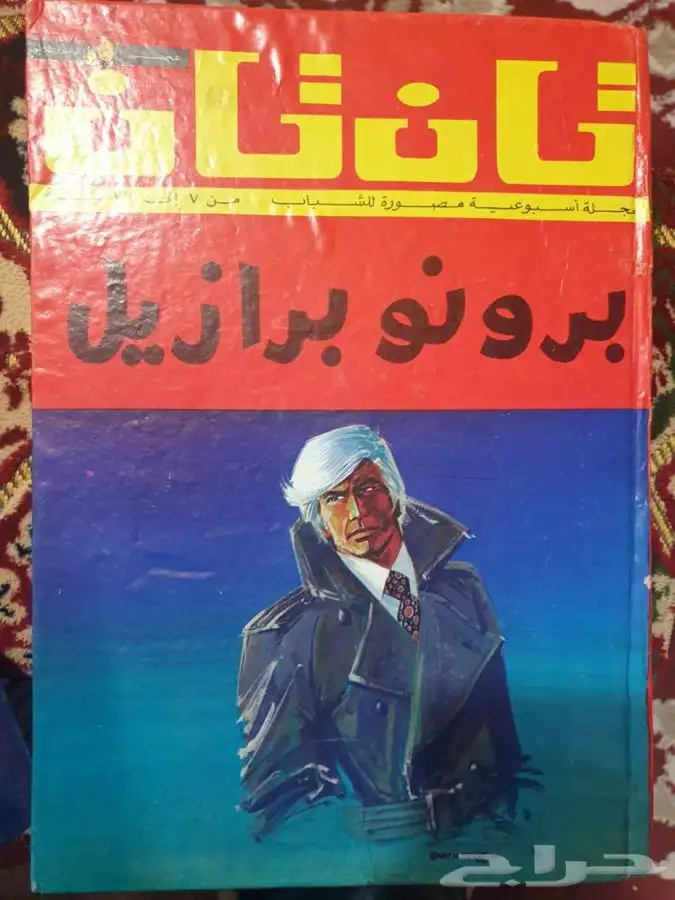 تان تان
مجلة أسبوعية مصورة للشباب من ٧ إلى
برونو برازيل
حراج